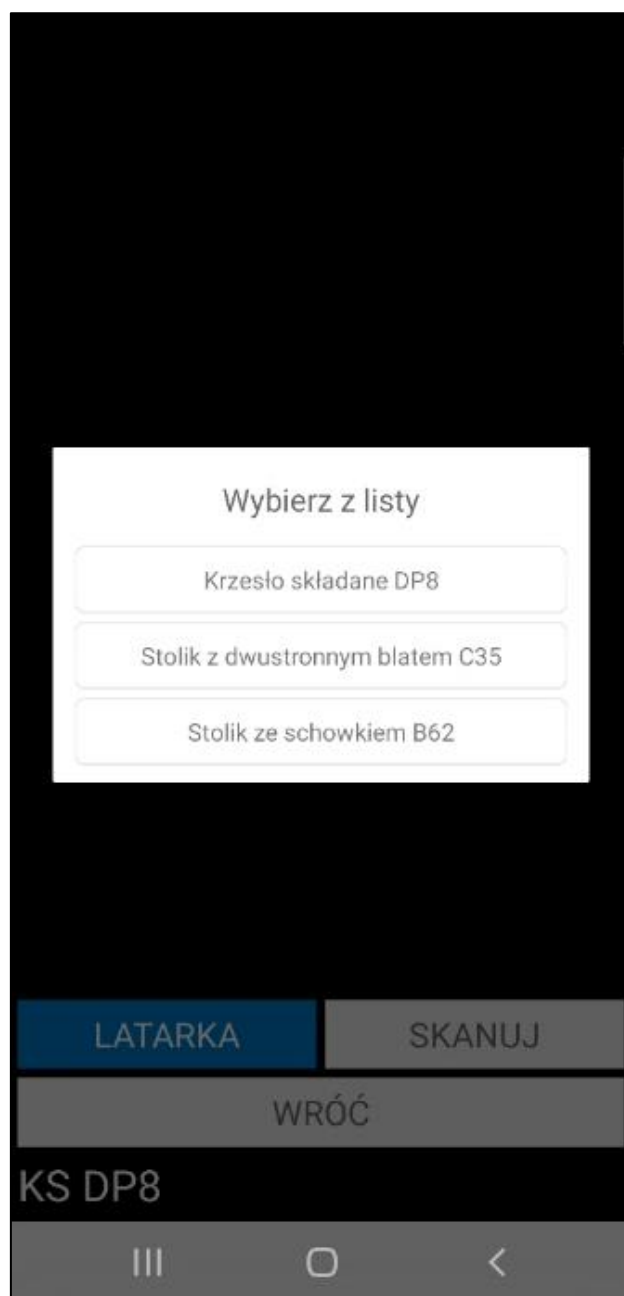 Wybierz z listy
Krzesło składane DP8
Stolik z dwustronnym blatem C35
Stolik ze schowkiem B62
LATARKA
SKANUJ
WRÓĆ
KS DP8